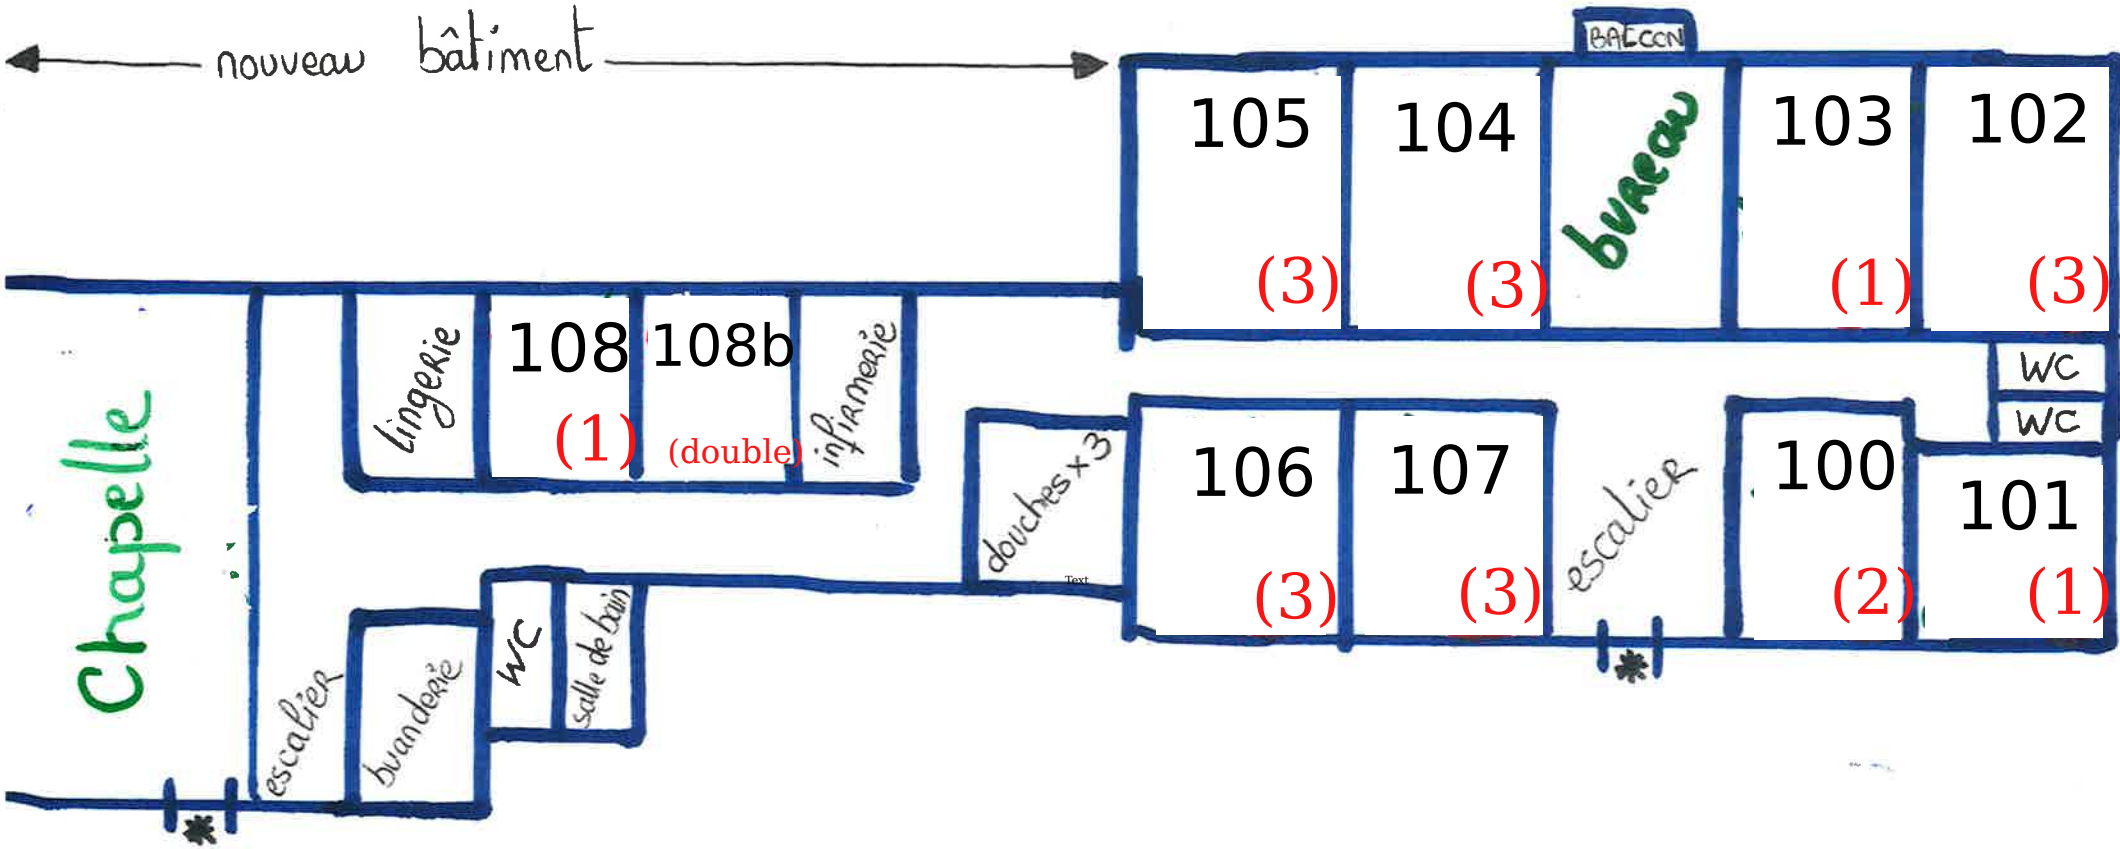 nouveau bâtiment
BALCON
105
104
bureau
103
102
(3)
(3)
(1)
(3)
Chapelle
lingerie
108
(1)
108b
(double)
infirmerie
WC
WC
douches x 3
Text
106
(3)
107
(3)
escalier
100
(2)
101
(1)
escalier
buanderie
WC
salle de bain
*
*